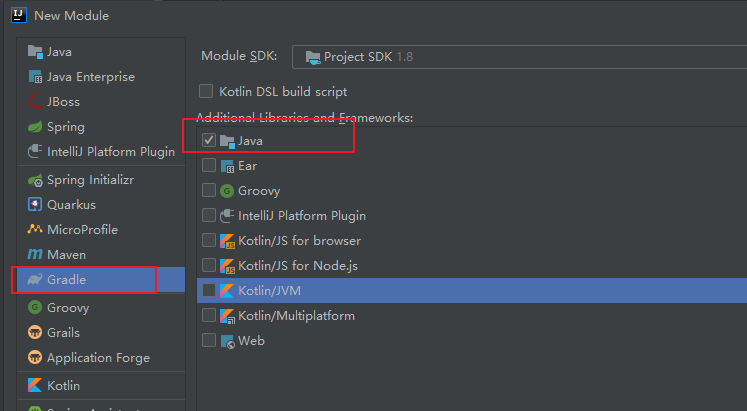 New Module
Java
Java Enterprise
JBoss
Spring
IntelliJ Platform Plugin
Spring Initializr
Quarkus
MicroProfile
Maven
Gradle
Groovy
Grails
Application Forge
Kotlin
Module SDK: Project SDK 1.8
Kotlin DSL build script
Additional Libraries and Frameworks:
Java
Ear
Groovy
IntelliJ Platform Plugin
Kotlin/JS for browser
Kotlin/JS for Node.js
Kotlin/JVM
Kotlin/Multiplatform
Web